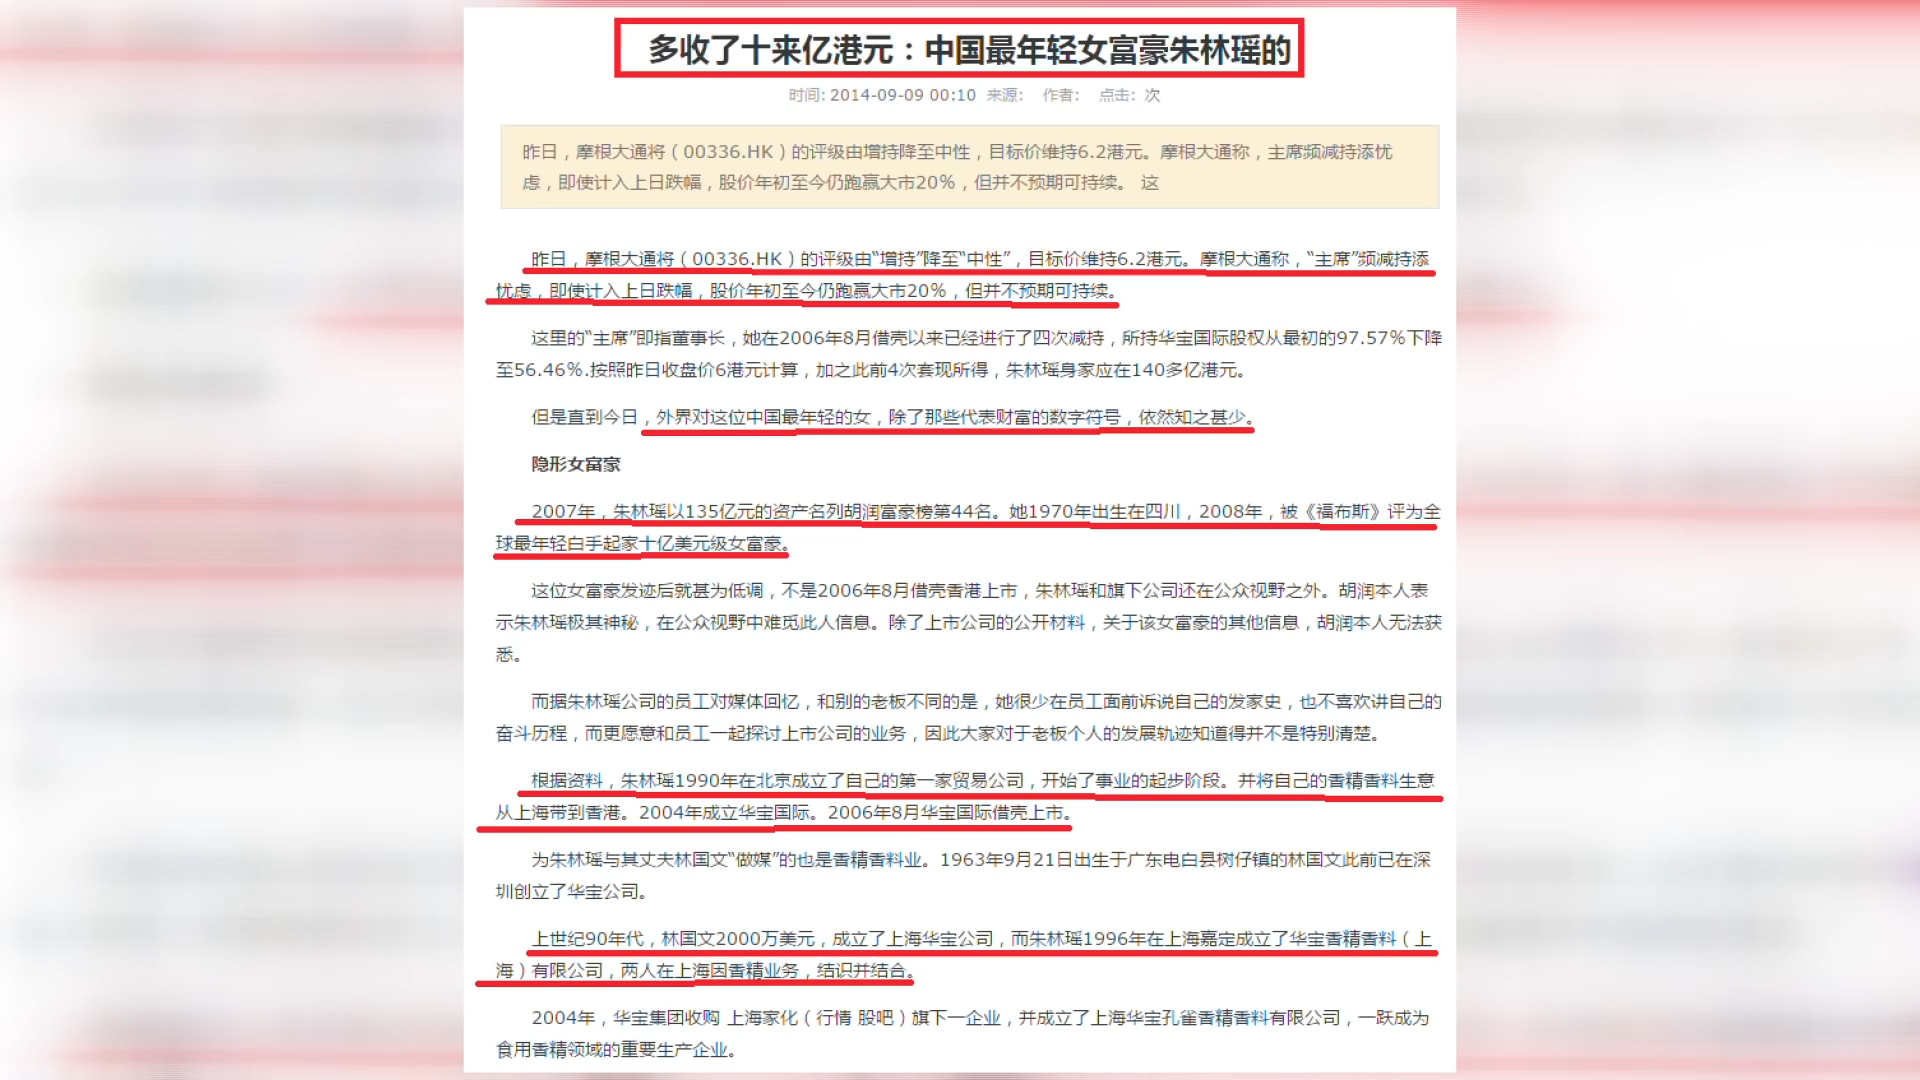 多收了十来亿港元：中国最年轻女富豪朱林瑶的
时间: 2014-09-09 00:10 来源: 作者: 点击: 次
昨日，摩根大通将（00336.HK）的评级由增持降至中性，目标价维持6.2港元。摩根大通称，主席频减持添忧
虑，即使计入上日跌幅，股价年初至今仍跑赢大市20%，但并不预期可持续。 这
昨日，摩根大通将（00336.HK）的评级由“增持”降至“中性”，目标价维持6.2港元。摩根大通称，“主席”频减持添
忧虑，即使计入上日跌幅，股价年初至今仍跑赢大市20%，但并不预期可持续。
这里的“主席”即指董事长，她在2006年8月借壳以来已经进行了四次减持，所持华宝国际股权从最初的97.57%下降
至56.46%.按照昨日收盘价6港元计算，加之此前4次套现所得，朱林瑶身家应在140多亿港元。
但是直到今日，外界对这位中国最年轻的女，除了那些代表财富的数字符号，依然知之甚少。
隐形女富豪
2007年，朱林瑶以135亿元的资产名列胡润富豪榜第44名。她1970年出生在四川，2008年，被《福布斯》评为全
球最年轻白手起家十亿美元级女富豪。
这位女富豪发迹后就甚为低调，不是2006年8月借壳香港上市，朱林瑶和旗下公司还在公众视野之外。胡润本人表
示朱林瑶极其神秘，在公众视野中难觅此人信息。除了上市公司的公开材料，关于该女富豪的其他信息，胡润本人无法获
悉。
而据朱林瑶公司的员工对媒体回忆，和别的老板不同的是，她很少在员工面前诉说自己的发家史，也不喜欢讲自己的
奋斗历程，而更愿意和员工一起探讨上市公司的业务，因此大家对于老板个人的发展轨迹知道得并不是特别清楚。
根据资料，朱林瑶1990年在北京成立了自己的第一家贸易公司，开始了事业的起步阶段。并将自己的香精香料生意
从上海带到香港。2004年成立华宝国际。2006年8月华宝国际借壳上市。
为朱林瑶与其丈夫林国文“做媒”的也是香精香料业。1963年9月21日出生于广东电白县树仔镇的林国文此前已在深
圳创立了华宝公司。
上世纪90年代，林国文2000万美元，成立了上海华宝公司，而朱林瑶1996年在上海嘉定成立了华宝香精香料（上
海）有限公司，两人在上海因香精业务，结识并结合。
2004年，华宝集团收购 上海家化（行情 股吧）旗下一企业，并成立了上海华宝孔雀香精香料有限公司，一跃成为
食用香精领域的重要生产企业。